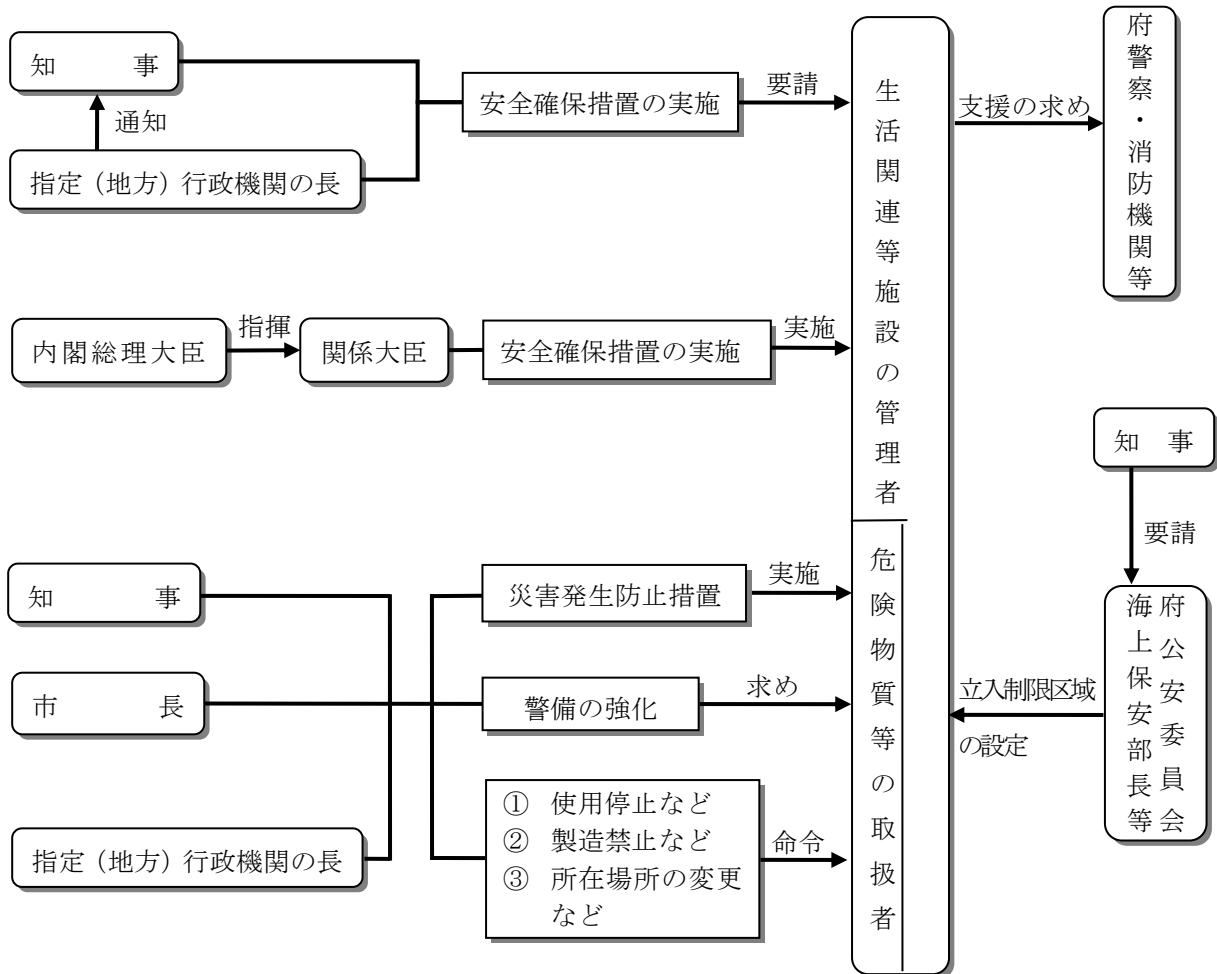 知 事
通知
指定（地方）行政機関の長
安全確保措置の実施
要請
内閣総理大臣
指揮
関係大臣
安全確保措置の実施
実施
知 事
市 長
指定（地方）行政機関の長
災害発生防止措置
実施
警備の強化
求め
① 使用停止など
② 製造禁止など
③ 所在場所の変更
など
命令
生活関連等施設の管理者
危険物質等の取扱者
支援の求め
府警察・消防機関等
知 事
要請
府公安委員会
海上保安部長等
立入制限区域
の設定